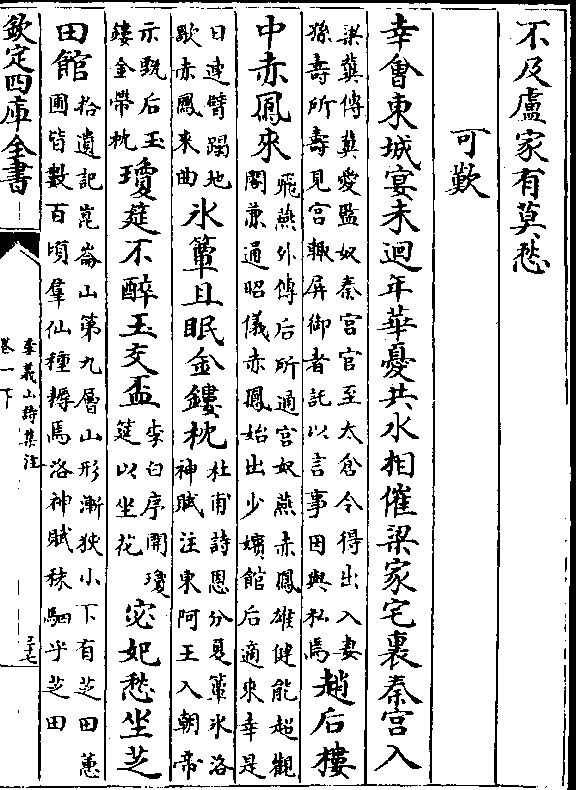 不及盧家有莫愁
可歎
幸會東城宴未迴年華憂共水相催梁家宅裏秦宮入
梁冀傳冀愛監奴秦宮官至太倉令得出入妻
孫壽所壽見宮輙屏御者託以言事因與私焉
趙后樓
中赤鳳來
飛燕外傳后所通宮奴燕赤鳳雄健能超觀
閣兼通昭儀赤鳳始出少嬪館后適來幸是
日連臂蹋地
歌赤鳳來曲
冰簟且眠金鏤枕
杜甫詩恩分夏簟冰洛
神賦注東阿王入朝帝
示甄后玉
鏤金帶枕
瓊筵不醉玉交盃
李白序開瓊
筵以坐花
宓妃愁坐芝
田館
拾遺記崑崙山第九層山形漸狹小下有芝田蕙
圃皆數百頃羣仙種耨焉洛神賦秣駟乎芝田
欽定四庫全書
李義山詩集注
卷一下
三十七